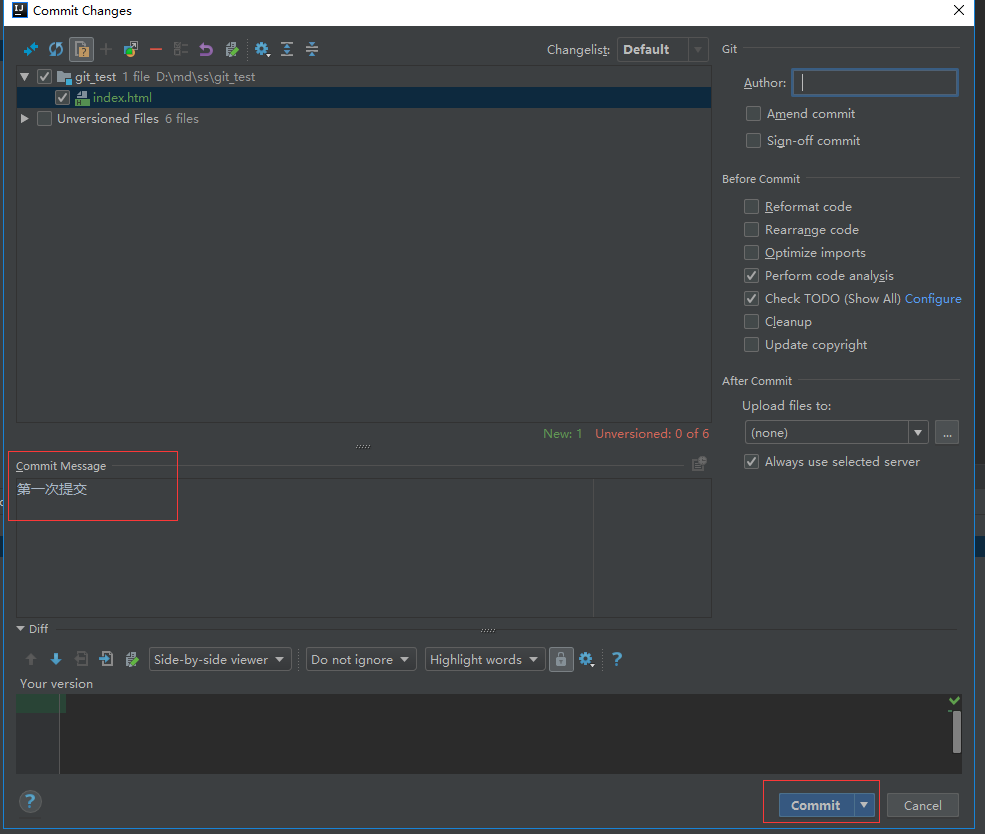 Commit Changes
Changelist: Default
git_test 1 file D:\md\ss\git_test
index.html
Unversioned Files 6 files
New: 1 Unversioned: 0 of 6
Commit Message
第一次提交
Git
Author:
Amend commit
Sign-off commit
Before Commit
Reformat code
Rearrange code
Optimize imports
Perform code analysis
Check TODO (Show All) Configure
Cleanup
Update copyright
After Commit
Upload files to:
(none) ...
Always use selected server
Diff
Side-by-side viewer Do not ignore Highlight words ?
Your version
? Commit Cancel